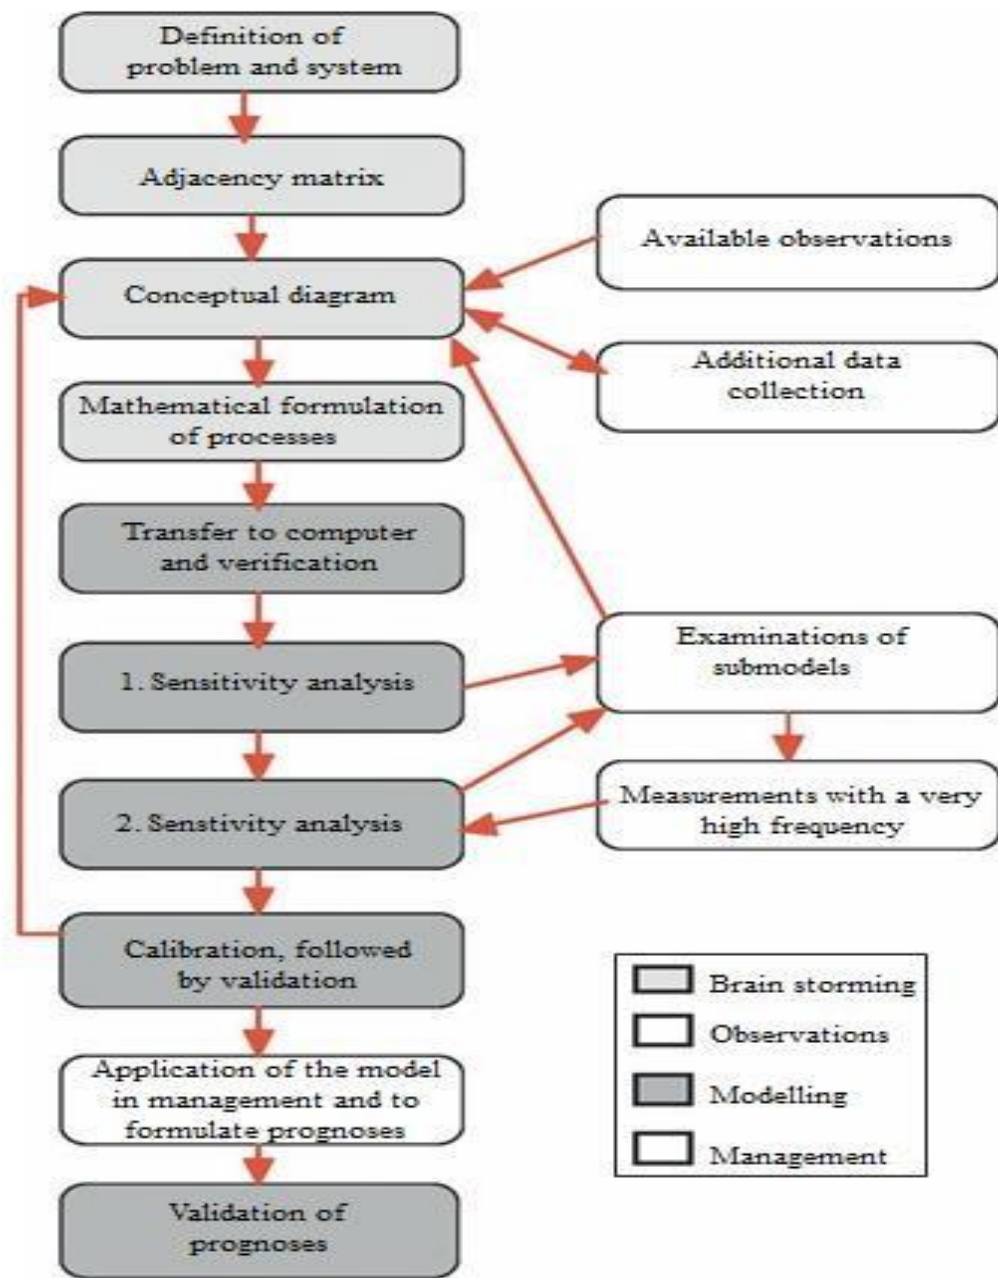 Definition of
problem and system
Adjacency matrix
Available observations
Conceptual diagram
Additional data
collection
Mathematical formulation
of processes
Transfer to computer
and verification
Examinations of
submodels
1. Sensitivity analysis
Measurements with a very
high frequency
2. Senstivity analysis
Calibration, followed
by validation
Application of the model
in management and to
formulate prognoses
Validation of
prognoses
Brain storming
Observations
Modelling
Management